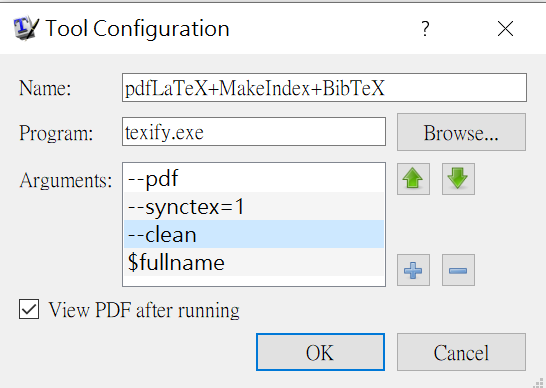 Tool Configuration
Name: pdfLaTeX+MakeIndex+BibTeX
Program: texify.exe Browse...
Arguments: --pdf
--synctex=1
--clean
$fullname
View PDF after running
OK Cancel